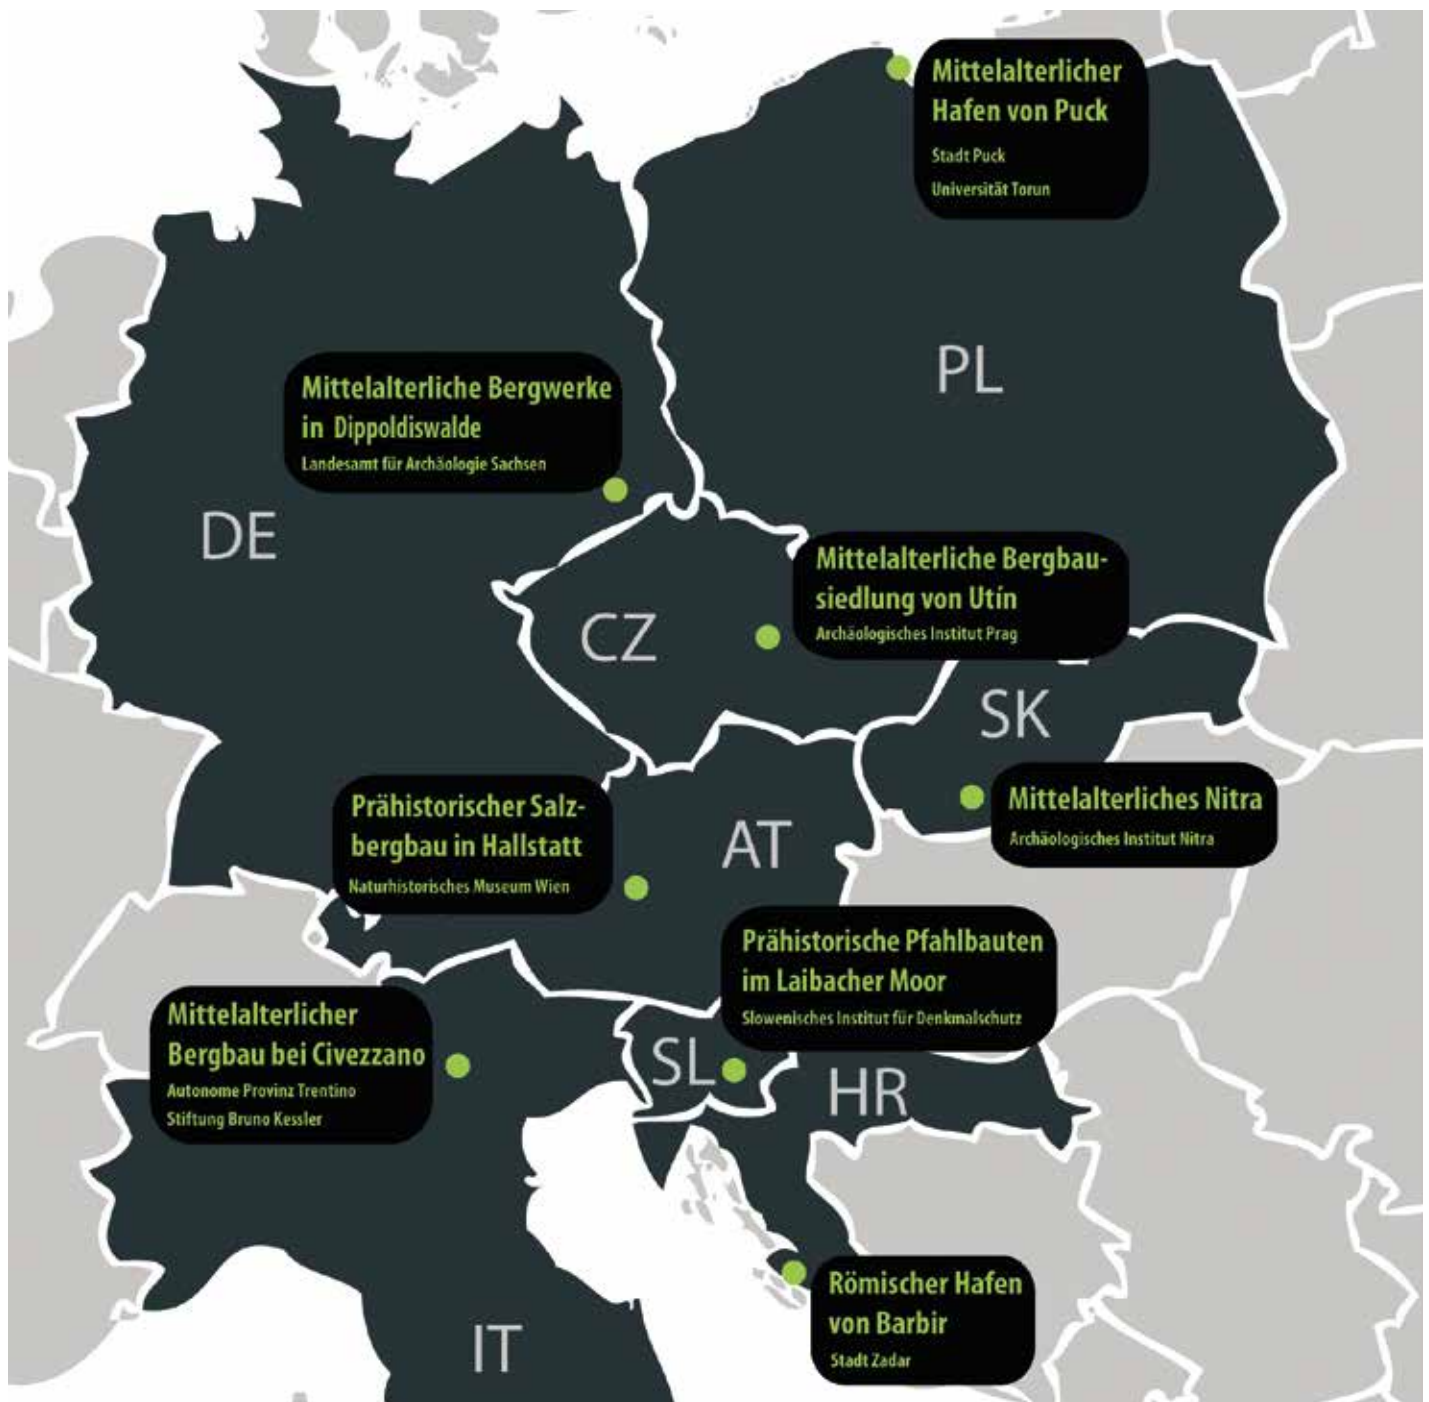 Mittelalterlicher
Hafen von Puck
Stadt Puck
Universität Torun
PL
Mittelalterliche Bergwerke
in Dippoldiswalde
Landesamt für Archäologie Sachsen
DE
Mittelalterliche Bergbau-
siedlung von Utín
Archäologisches Institut Prag
CZ
SK
Prähistorischer Salz-
bergbau in Hallstatt
Naturhistorisches Museum Wien
AT
Mittelalterliches Nitra
Archäologisches Institut Nitra
Prähistorische Pfahlbauten
im Laibacher Moor
Slowenisches Institut für Denkmalschutz
Mittelalterlicher
Bergbau bei Civezzano
Autonome Provinz Trentino
Stiftung Bruno Kessler
SL
HR
Römischer Hafen
von Barbir
Stadt Zadar
IT